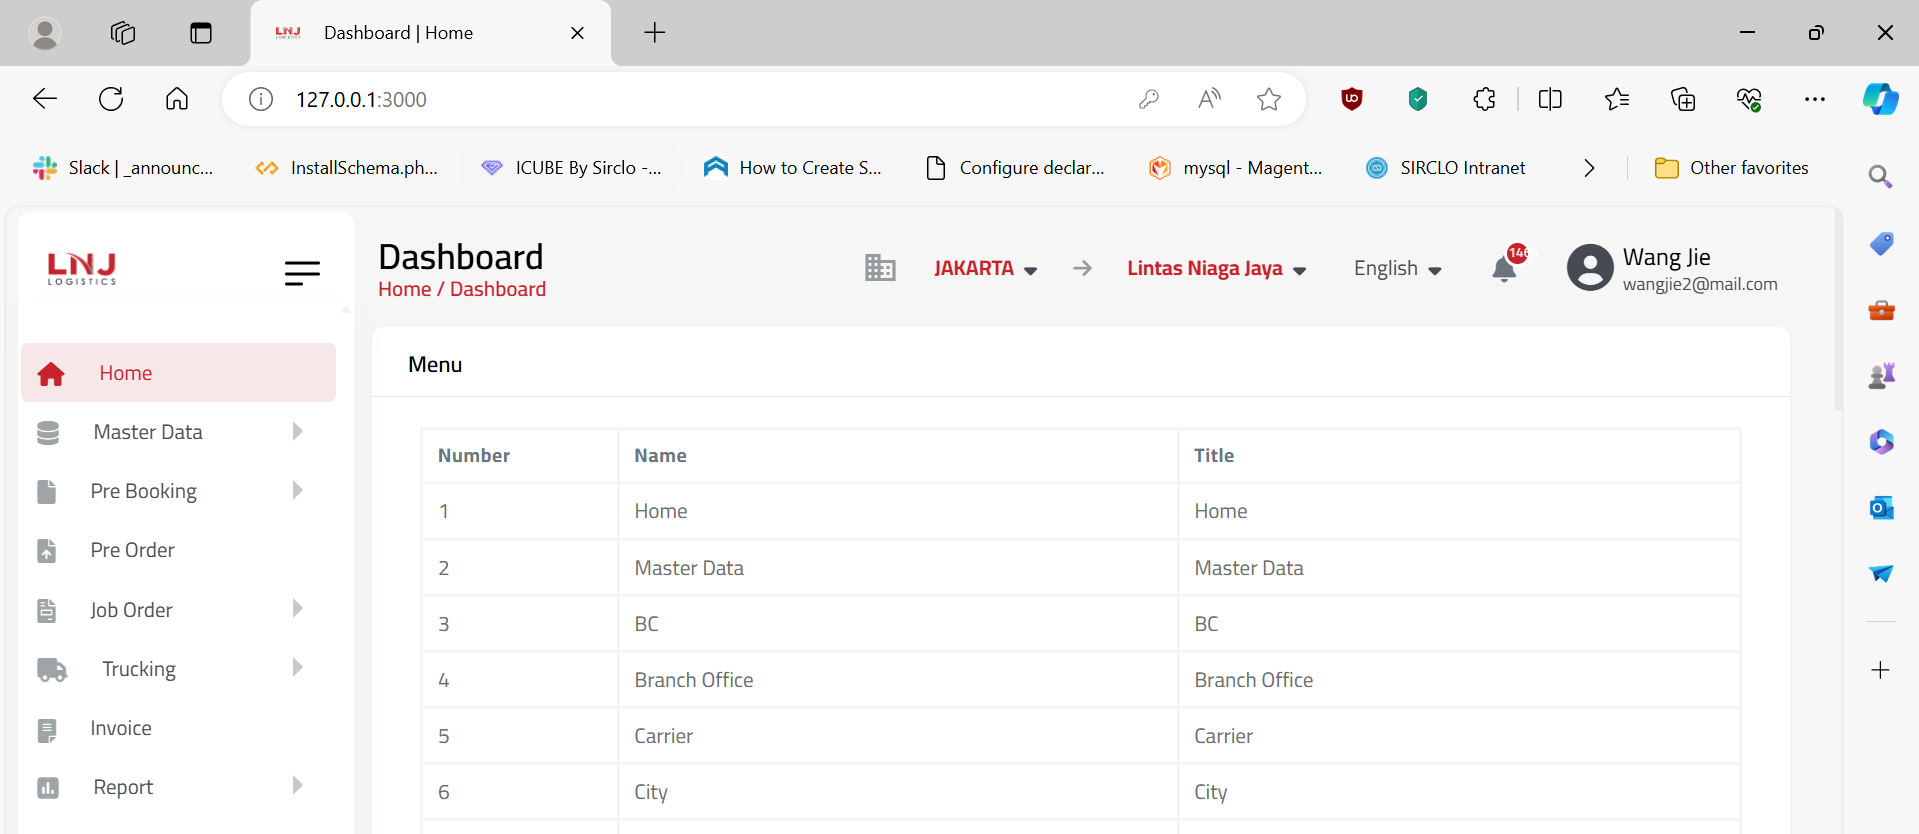 LNJ
Dashboard | Home
127.0.0.1:3000
Slack | _announc...
InstallSchema.ph...
ICUBE By Sirclo -...
How to Create S...
Configure declar...
mysql - Magent...
SIRCLO Intranet
Other favorites
LNJ
LOGISTICS
Dashboard
Home / Dashboard
JAKARTA
Lintas Niaga Jaya
English
146
Wang Jie
wangjie2@mail.com
Home
Master Data
Pre Booking
Pre Order
Job Order
Trucking
Invoice
Report
Menu
Number Name Title
1 Home Home
2 Master Data Master Data
3 BC BC
4 Branch Office Branch Office
5 Carrier Carrier
6 City City